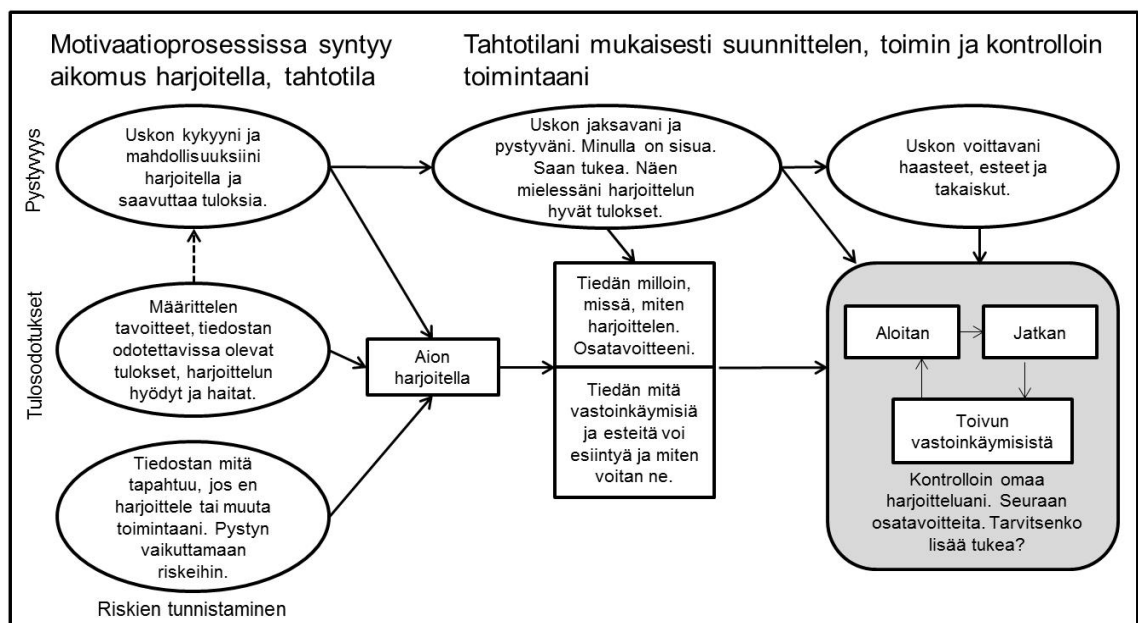 Motivaatioprosessissa syntyy
aikomus harjoitella, tahtotila
Tahtotilani mukaisesti suunnittelen, toimin ja kontrolloin
toimintaani
Pystyvyys
Uskon kykyyni ja
mahdollisuuksiini
harjoitella ja
saavuttaa tuloksia.
Uskon jaksavani ja
pystyväni. Minulla on sisua.
Saan tukea. Näen
mielessäni harjoittelun
hyvät tulokset.
Uskon voittavani
haasteet, esteet ja
takaiskut.
Tulosodotukset
Määrittelen
tavoitteet, tiedostan
odotettavissa olevat
tulokset, harjoittelun
hyödyt ja haitat.
Aion
harjoitella
Tiedän milloin,
missä, miten
harjoittelen.
Osatavoitteeni.
Tiedän mitä
vastoinkäymisiä
ja esteitä voi
esiintyä ja miten
voitan ne.
Aloitan
Jatkan
Toivun
vastoinkäymisistä
Kontrolloin omaa
harjoitteluani. Seuraan
osatavoitteita. Tarvitsenko
lisää tukea?
Tiedostan mitä
tapahtuu, jos en
harjoittele tai muuta
toimintaani. Pystyn
vaikuttamaan
riskeihin.
Riskien tunnistaminen